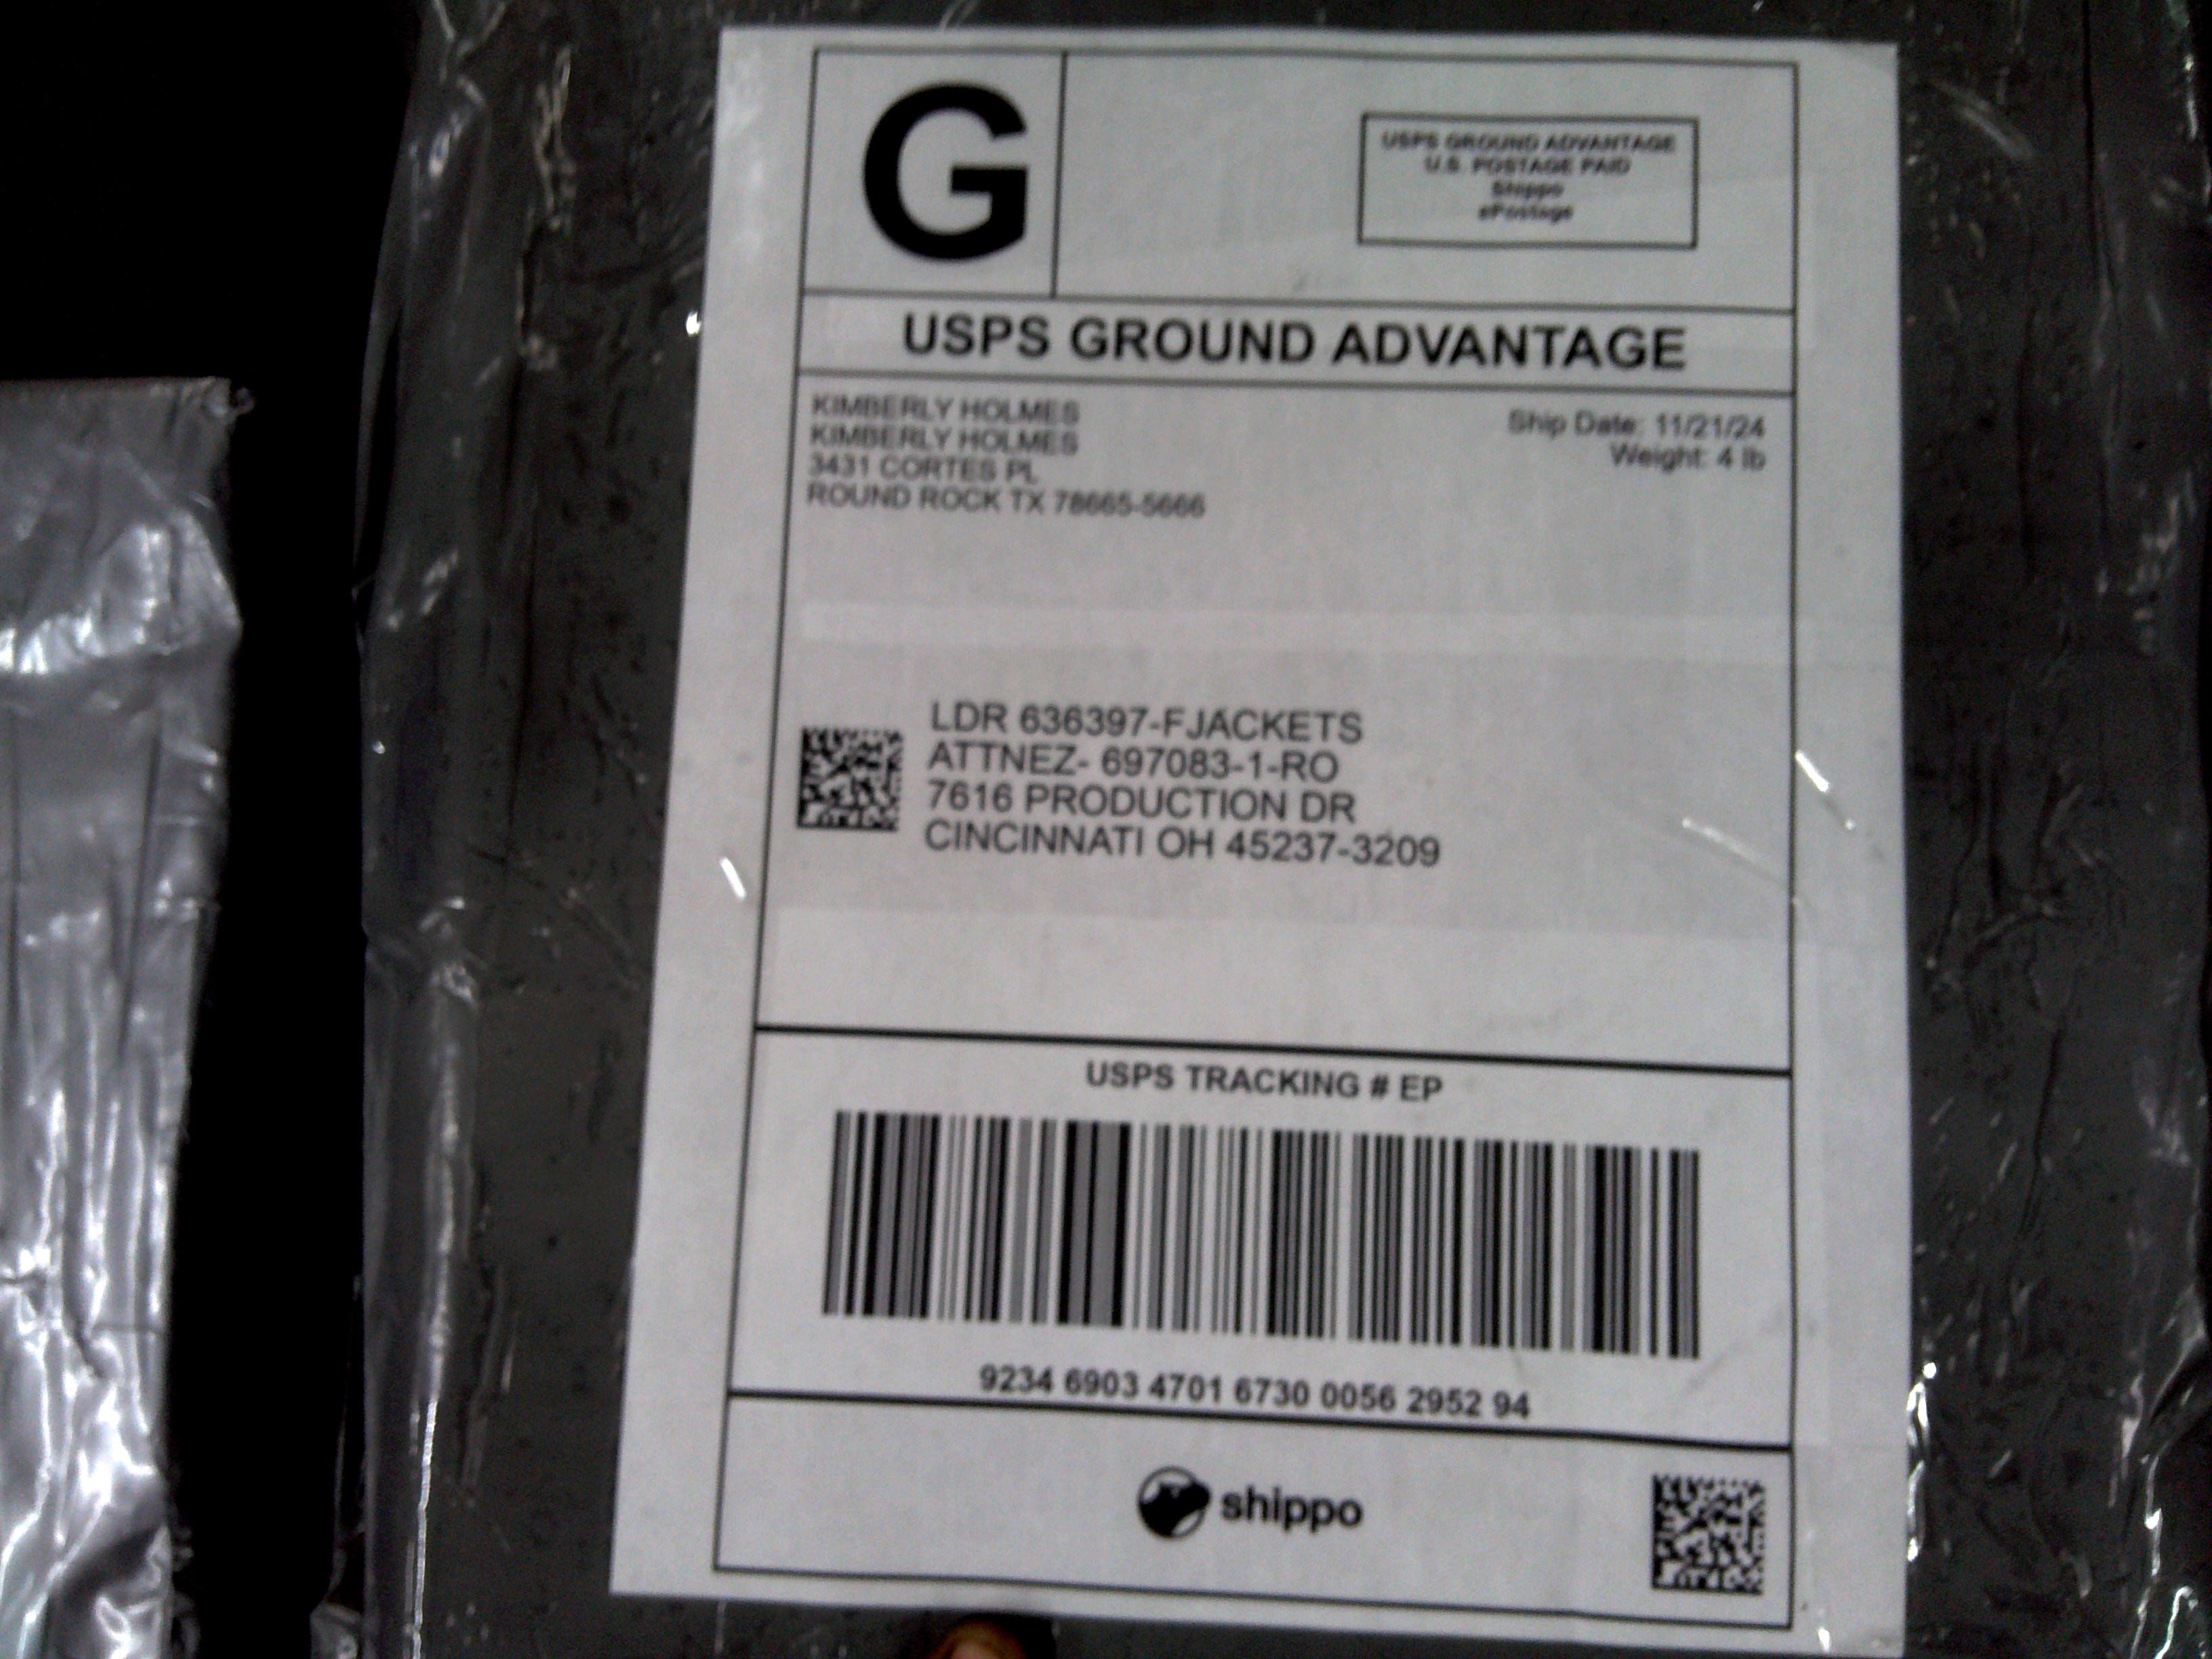 G
USPS GROUND ADVANTAGE
U.S. POSTAGE PAID
Shippo
ePostage
USPS GROUND ADVANTAGE
KIMBERLY HOLMES
KIMBERLY HOLMES
3431 CORTES PL
ROUND ROCK TX 78665-5666
Ship Date: 11/21/24
Weight: 4 lb
LDR 636397-FJACKETS
ATTNEZ- 697083-1-RO
7616 PRODUCTION DR
CINCINNATI OH 45237-3209
USPS TRACKING # EP
9234 6903 4701 6730 0056 2952 94
shippo